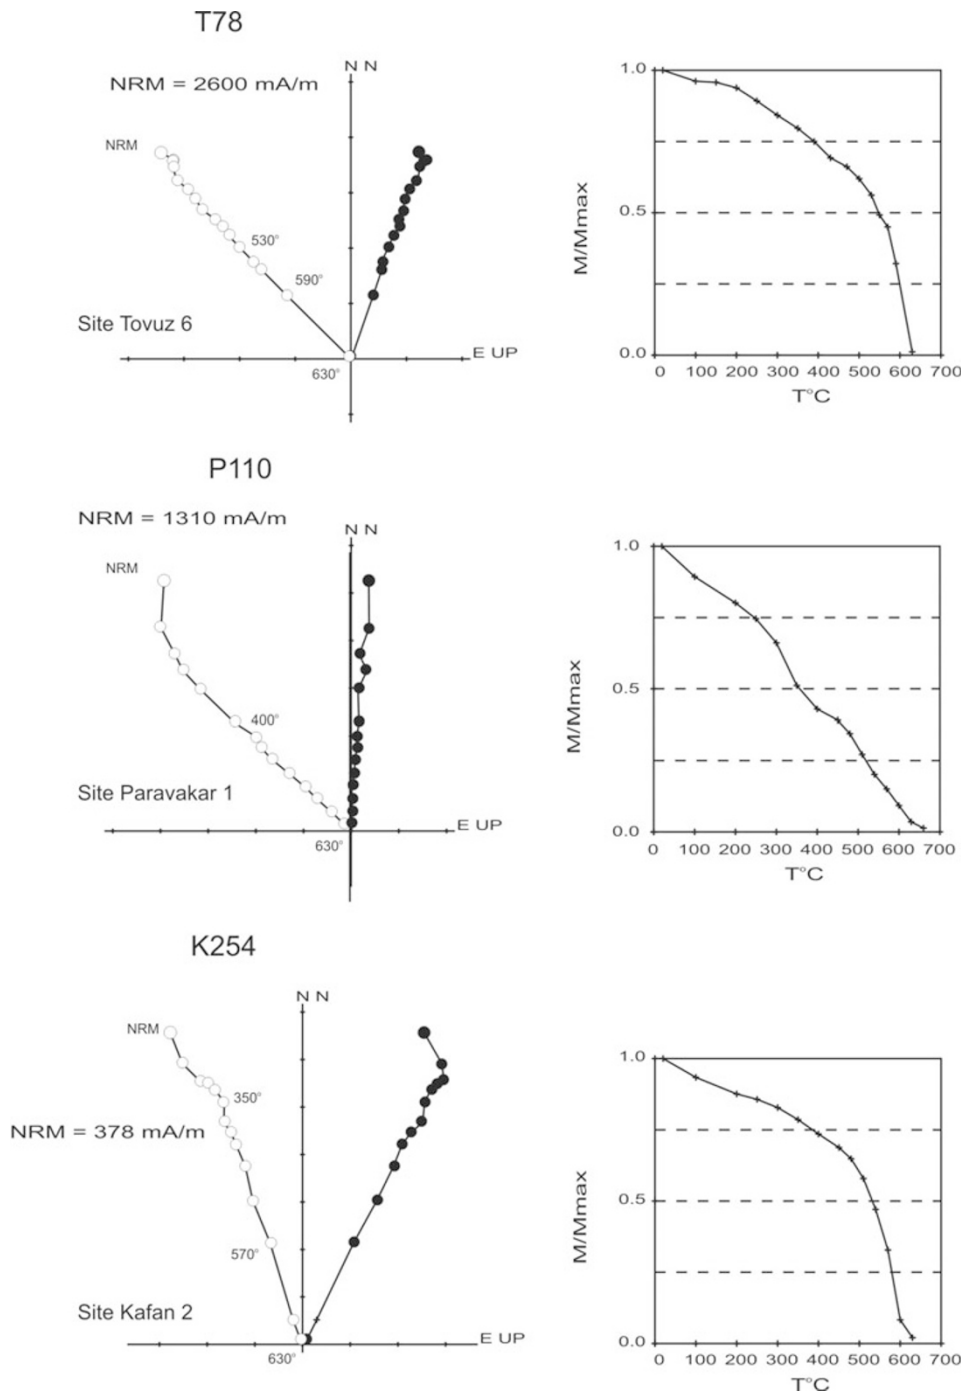 T78
NRM = 2600 mA/m
N N
NRM
530°
590°
Site Tovuz 6
E UP
630°
1.0
0.5
0.0
M/Mmax
0 100 200 300 400 500 600 700
T°C
P110
NRM = 1310 mA/m
N N
NRM
400°
Site Paravakar 1
E UP
630°
1.0
0.5
0.0
M/Mmax
0 100 200 300 400 500 600 700
T°C
K254
N N
NRM
350°
NRM = 378 mA/m
570°
Site Kafan 2
E UP
630°
1.0
0.5
0.0
M/Mmax
0 100 200 300 400 500 600 700
T°C